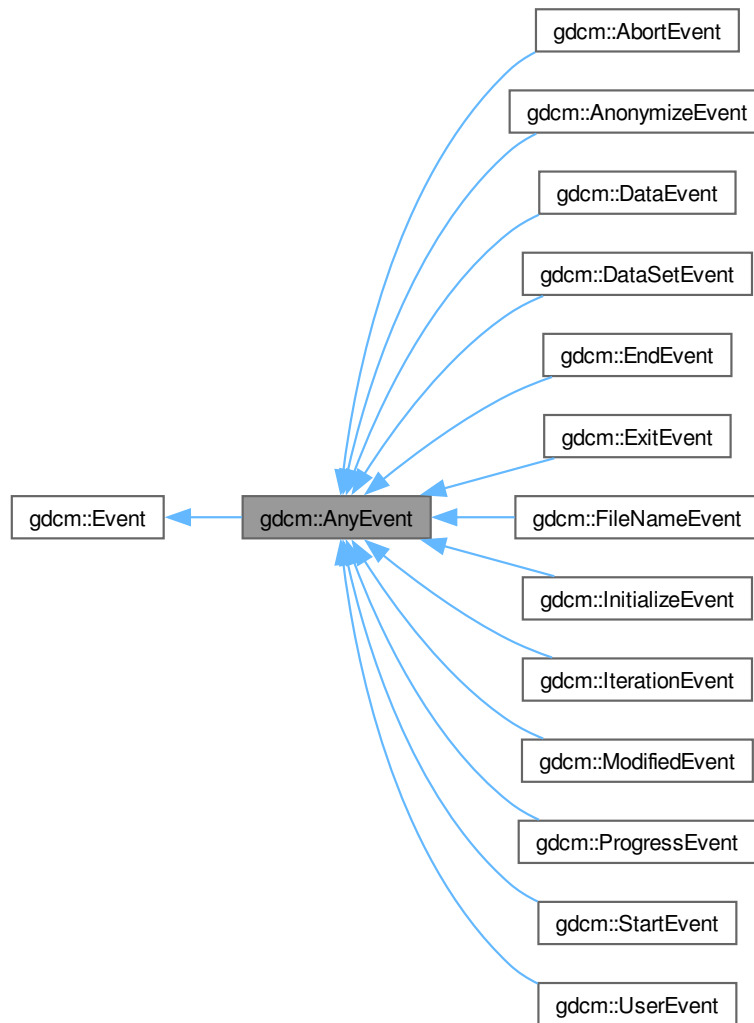 gdcm::AbortEvent
gdcm::AnonymizeEvent
gdcm::DataEvent
gdcm::DataSetEvent
gdcm::EndEvent
gdcm::ExitEvent
gdcm::Event
gdcm::AnyEvent
gdcm::FileNameEvent
gdcm::InitializeEvent
gdcm::IterationEvent
gdcm::ModifiedEvent
gdcm::ProgressEvent
gdcm::StartEvent
gdcm::UserEvent